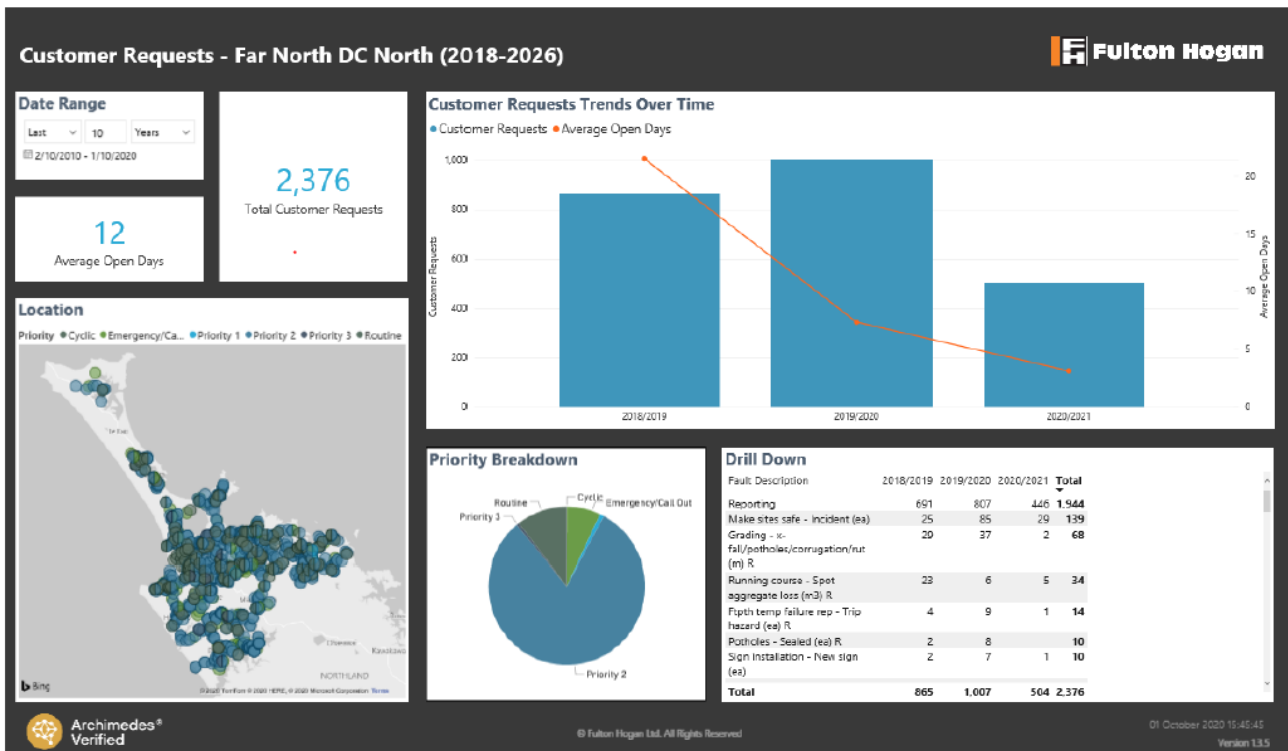 Customer Requests - Far North DC North (2018-2026)
Fulton Hogan
Date Range
Last 10 Years
2/10/2010 - 1/10/2020
2,376
Total Customer Requests
12
Average Open Days
Customer Requests Trends Over Time
Customer Requests Average Open Days
1,000
800
600
400
200
0
Customer Requests
20
15
10
5
0
Average Open Days
2018/2019 2019/2020 2020/2021
Location
Priority Cyclic Emergency/Ca... Priority 1 Priority 2 Priority 3 Routine
NORTHLAND
Bing
© 2020 TomTom © 2020 HERE, © 2020 Microsoft Corporation Terms
Priority Breakdown
Routine
Cyclic
Emergency/Call Out
Priority 3
Priority 2
Drill Down
Fault Description 2018/2019 2019/2020 2020/2021 Total
Reporting 691 807 446 1,944
Make sites safe - Incident (ea) 25 85 29 139
Grading - x- 29 37 2 68
fall/potholes/corrugation/rut
(m) R
Running course - Spot 23 6 5 34
aggregate loss (m3) R
Ftpth temp failure rep - Trip 4 9 1 14
hazard (ea) R
Potholes - Sealed (ea) R 2 8 10
Sign installation - New sign 2 7 1 10
(ea)
Total 865 1,007 504 2,376
Archimedes®
Verified
© Fulton Hogan Ltd. All Rights Reserved
01 October 2020 15:45:45
Version 1.3.5